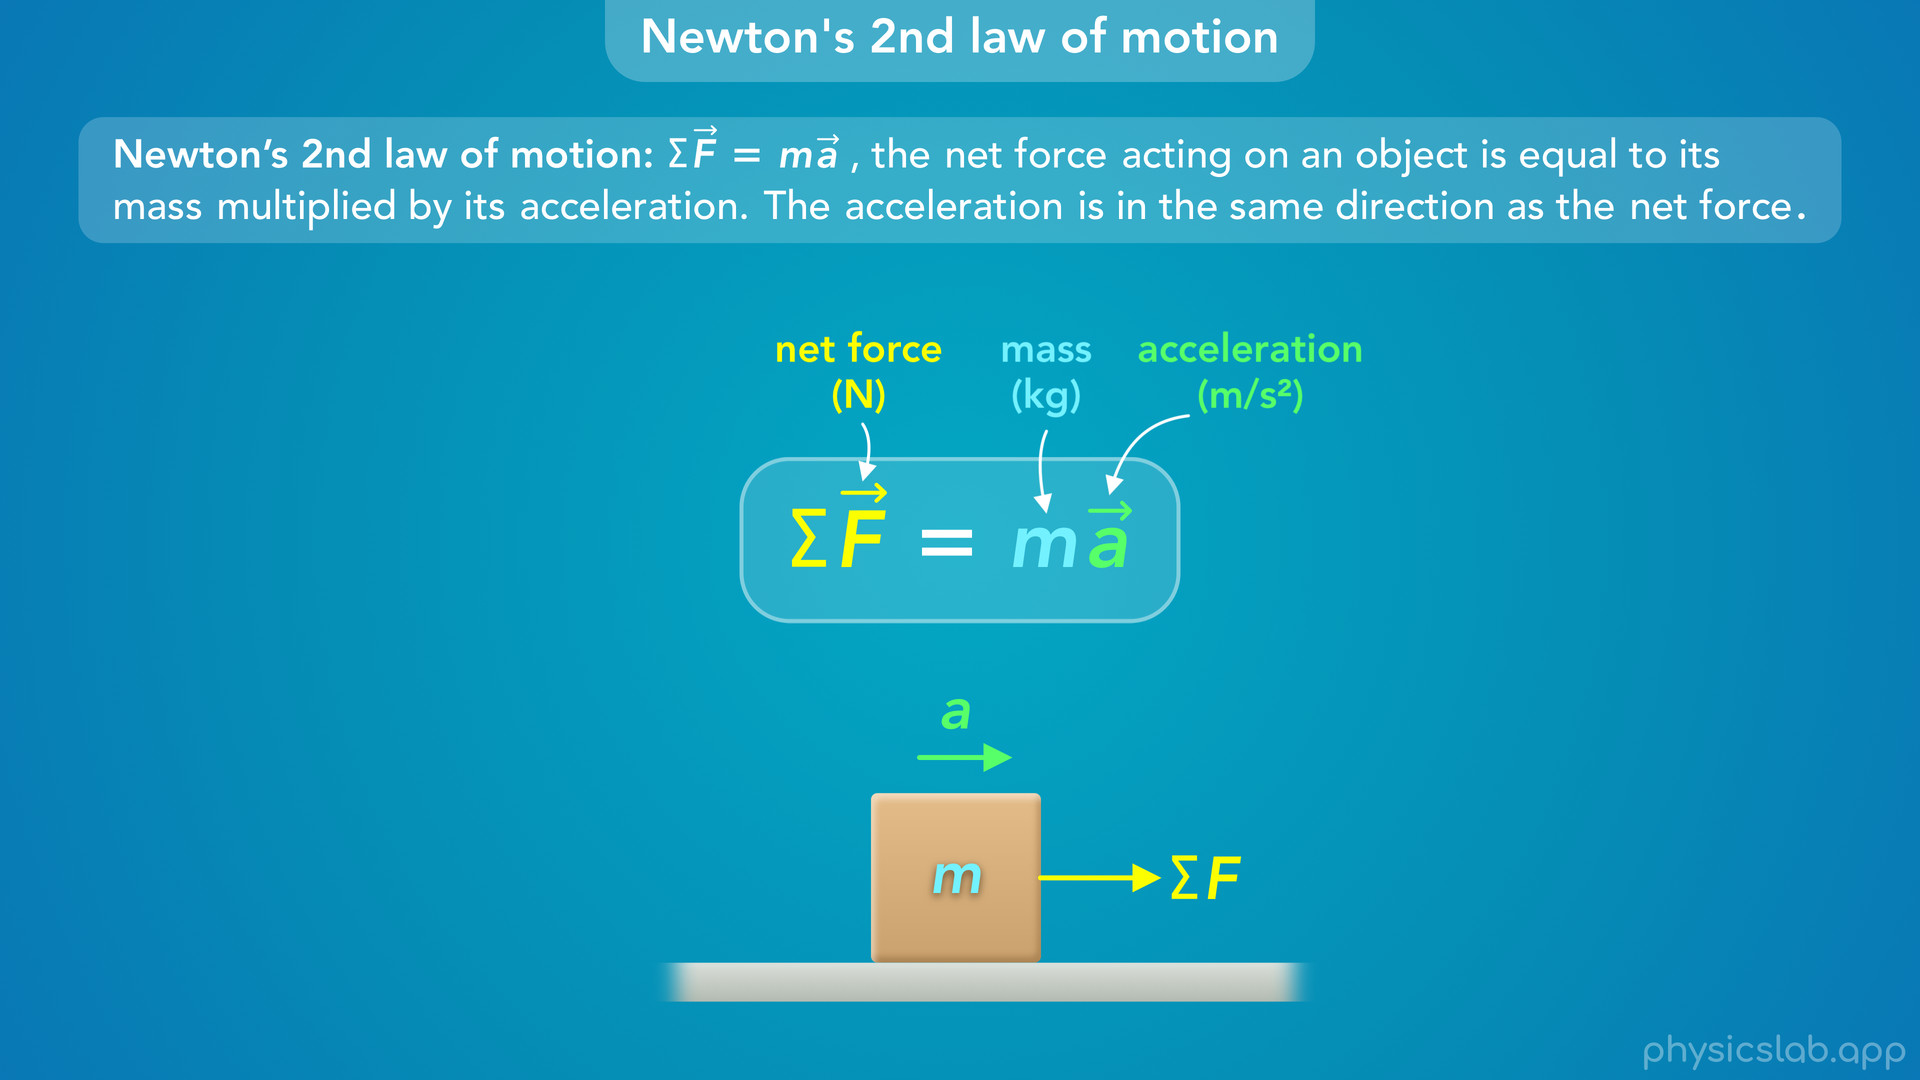 Newton's 2nd law of motion
Newton’s 2nd law of motion: ΣF⃗ = ma⃗ , the net force acting on an object is equal to its
mass multiplied by its acceleration. The acceleration is in the same direction as the net force.
net force mass acceleration
(N) (kg) (m/s²)
ΣF⃗ = ma⃗
a
m ΣF
physicslab.app